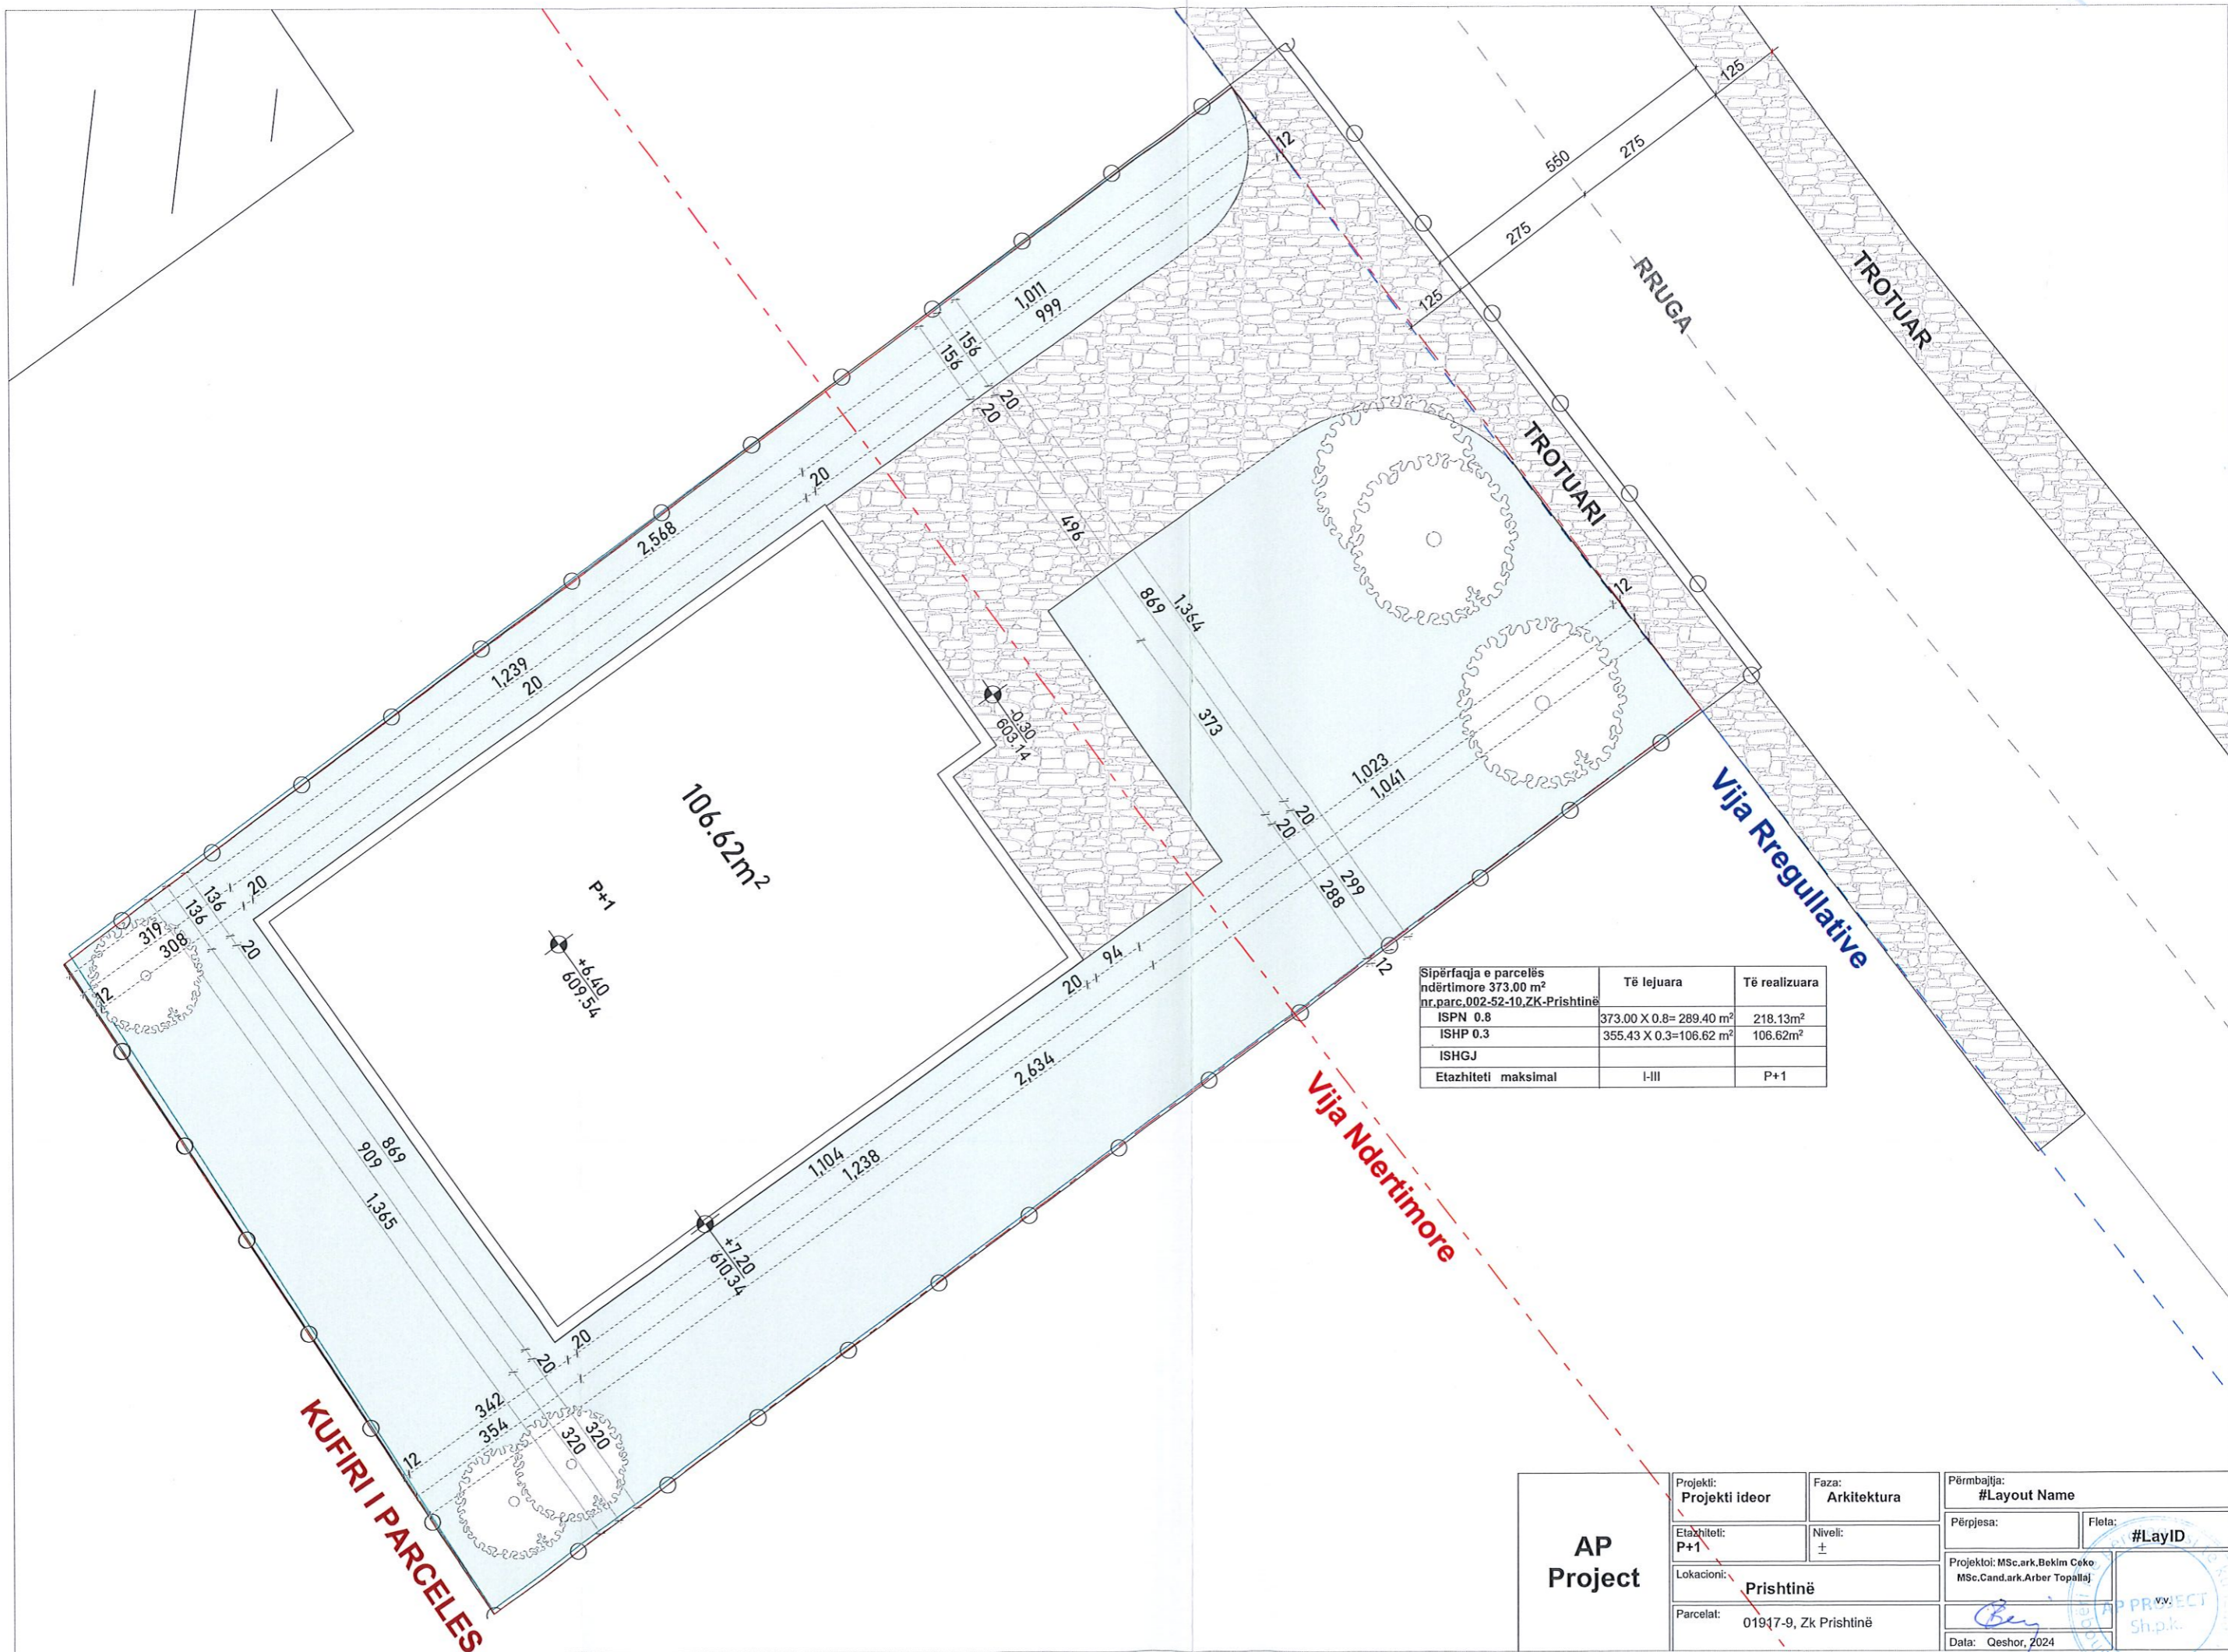 125
550
275
275
125
12
RRUGA
TROTUAR
TROTUARI
1,011
999
156
156
20
20
20
2,568
496
869
1,364
12
1,239
20
373
-0.30
603.14
1,023
1,041
106.62m²
P+1
+6.40
609.54
20
20
299
288
12
136
136
20
319
308
20
12
94
20
Vija Rregullative
869
909
1,365
1,104
1,238
2,634
+7.20
610.34
20
20
342
354
320
320
12
Vija Ndertimore
KUFIRI I PARCELES
Sipërfaqja e parcelës
ndërtimore 373.00 m²
nr.parc.002-52-10,ZK-Prishtinë
Të lejuara
Të realizuara
ISPN 0.8
373.00 X 0.8= 289.40 m²
218.13m²
ISHP 0.3
355.43 X 0.3=106.62 m²
106.62m²
ISHGJ
Etazhiteti maksimal
I-III
P+1
AP
Project
Projekti:
Projekti ideor
Faza:
Arkitektura
Përmbajtja:
#Layout Name
Etazhiteti:
P+1
Niveli:
±
Përpjesa:
Fleta:
#LayID
Lokacioni:
Prishtinë
Projektoi: MSc.ark.Bekim Ceko
MSc.Cand.ark.Arber Topallaj
Parcelat:
01917-9, Zk Prishtinë
v.v.
AP PROJECT
Sh.p.k.
Data: Qeshor, 2024